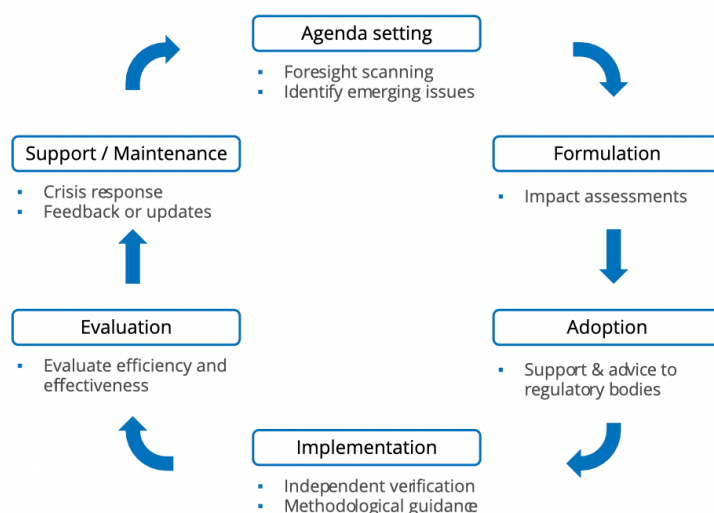 Agenda setting
▪ Foresight scanning
▪ Identify emerging issues
Support / Maintenance
▪ Crisis response
▪ Feedback or updates
Formulation
▪ Impact assessments
Evaluation
▪ Evaluate efficiency and
effectiveness
Adoption
▪ Support & advice to
regulatory bodies
Implementation
▪ Independent verification
▪ Methodological guidance